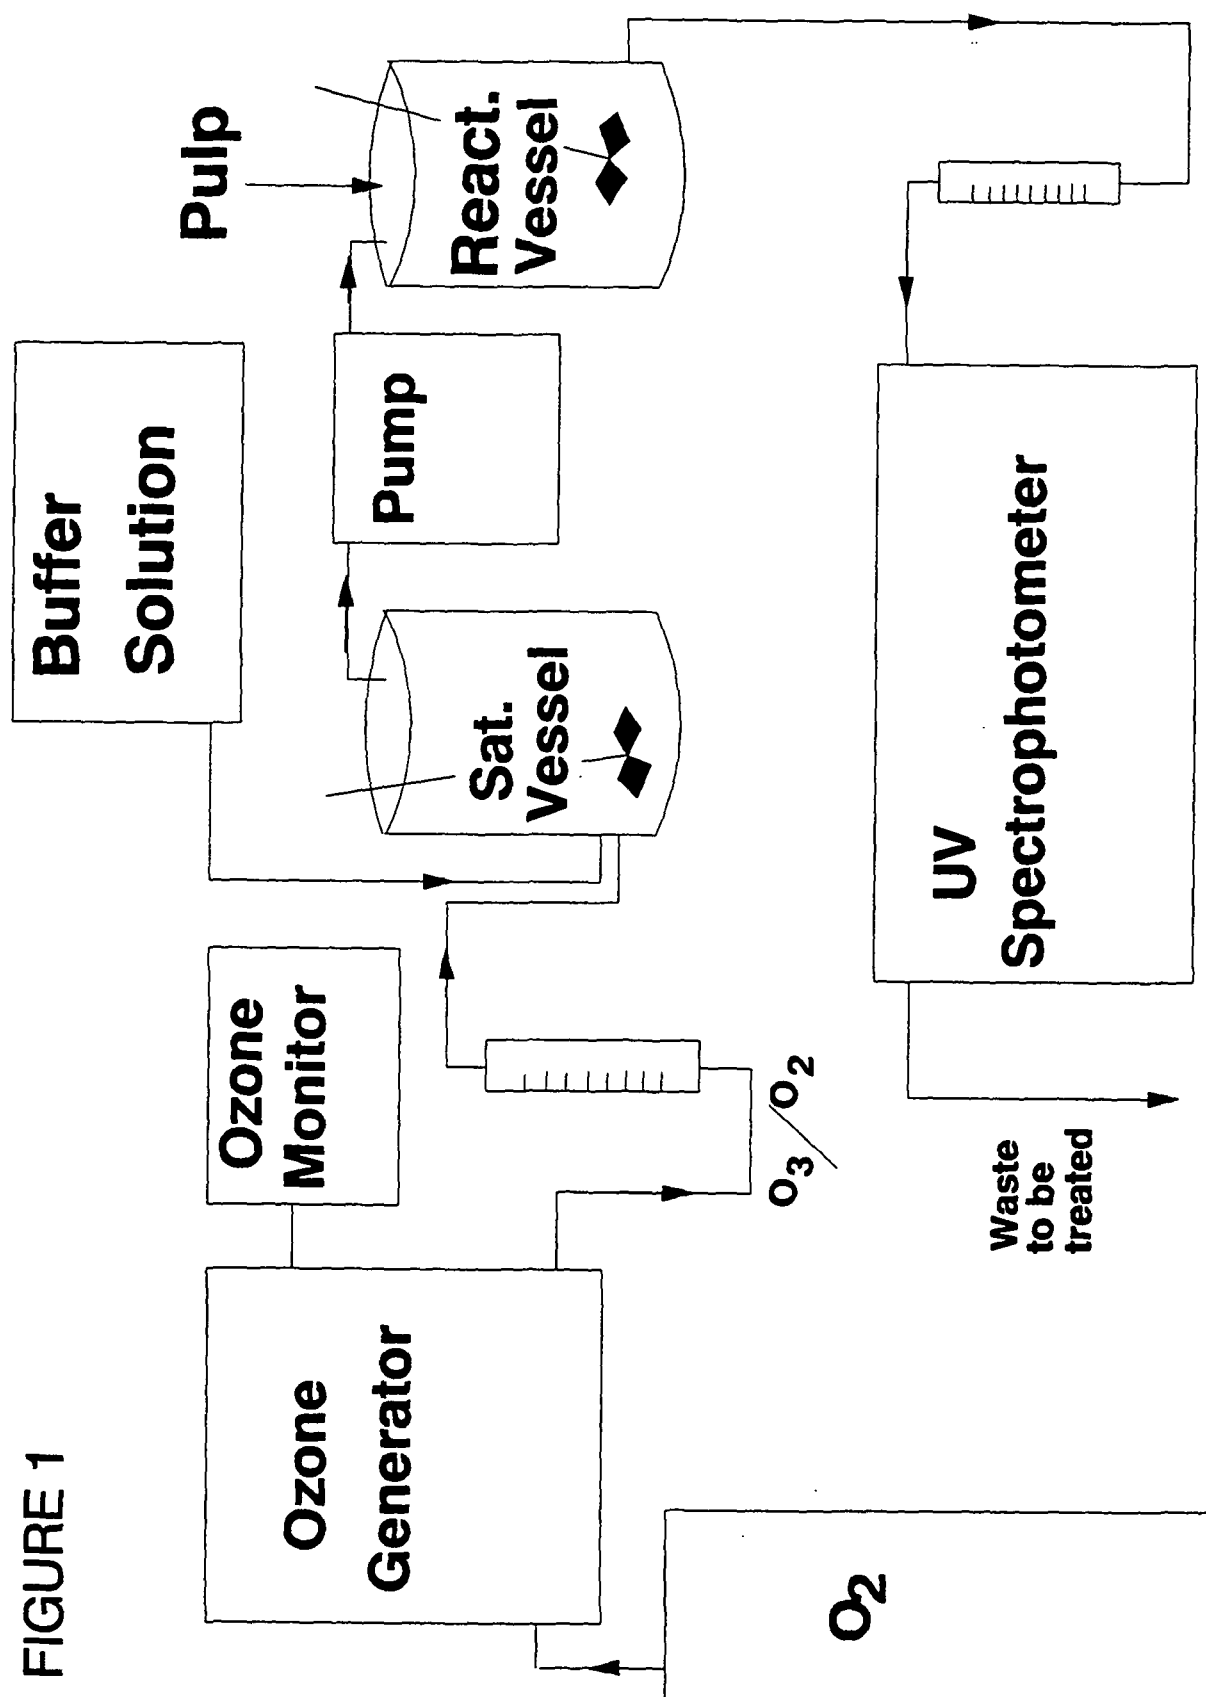 FIGURE 1
Buffer
Solution
Pulp
Ozone
Monitor
Ozone
Generator
Sat.
Vessel
Pump
React.
Vessel
O3/O2
O2
UV
Spectrophotometer
Waste
to be
treated